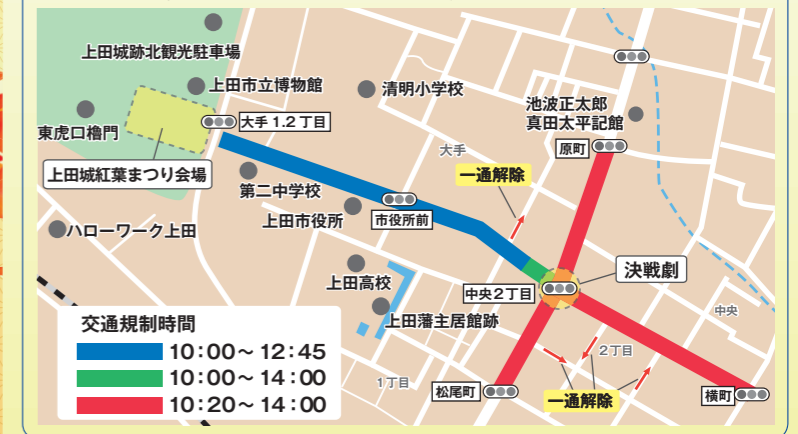 上田城跡北観光駐車場
上田市立博物館
清明小学校
池波正太郎
真田太平記館
東虎口櫓門
大手1.2丁目
大手
原町
上田城紅葉まつり会場
第二中学校
一通解除
上田市役所
市役所前
ハローワーク上田
上田高校
決戦劇
中央2丁目
中央
上田藩主居館跡
交通規制時間
10:00〜12:45
10:00〜14:00
10:20〜14:00
1丁目
2丁目
松尾町
一通解除
横町